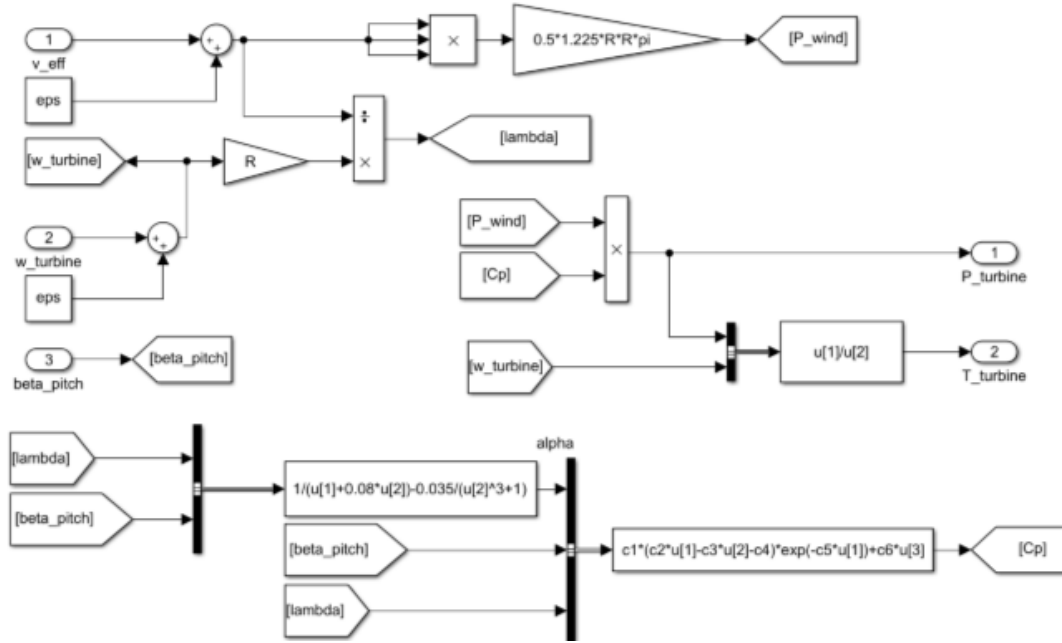 1
v_eff
eps
+
+
×
0.5*1.225*R*R*pi
[P_wind]
÷
×
[lambda]
[w_turbine]
R
2
w_turbine
+
+
eps
3
beta_pitch
[beta_pitch]
[P_wind]
[Cp]
×
1
P_turbine
[w_turbine]
u[1]/u[2]
2
T_turbine
[lambda]
[beta_pitch]
1/(u[1]+0.08*u[2])-0.035/(u[2]^3+1)
alpha
[beta_pitch]
[lambda]
c1*(c2*u[1]-c3*u[2]-c4)*exp(-c5*u[1])+c6*u[3]
[Cp]